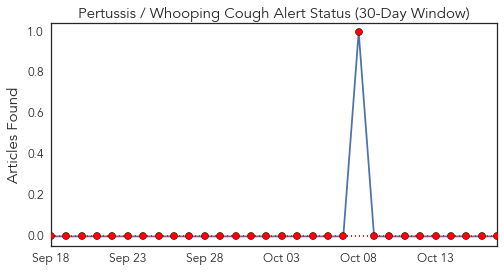 Pertussis / Whooping Cough Alert Status (30-Day Window)
Articles Found
1.0
0.8
0.6
0.4
0.2
0.0
Sep 18 Sep 23 Sep 28 Oct 03 Oct 08 Oct 13